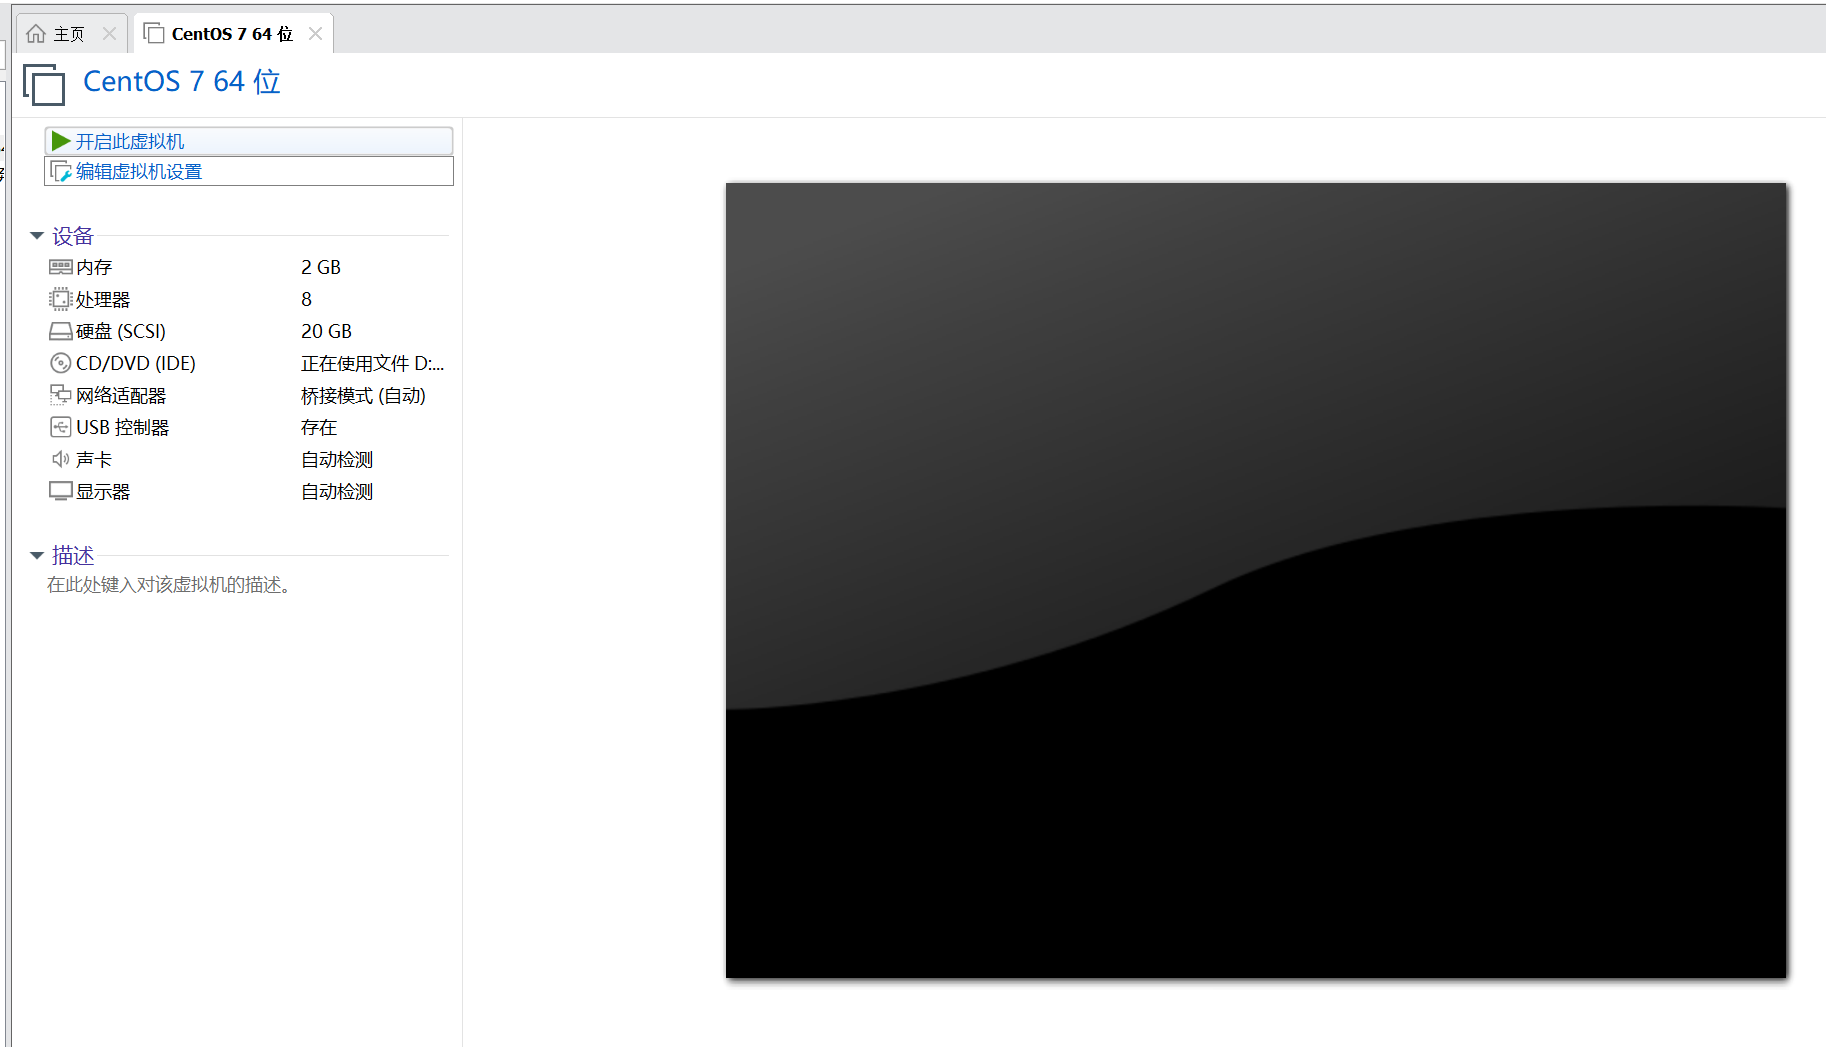 主页
CentOS 7 64 位
CentOS 7 64 位
开启此虚拟机
编辑虚拟机设置
设备
内存 2 GB
处理器 8
硬盘 (SCSI) 20 GB
CD/DVD (IDE) 正在使用文件 D:...
网络适配器 桥接模式 (自动)
USB 控制器 存在
声卡 自动检测
显示器 自动检测
描述
在此处键入对该虚拟机的描述。